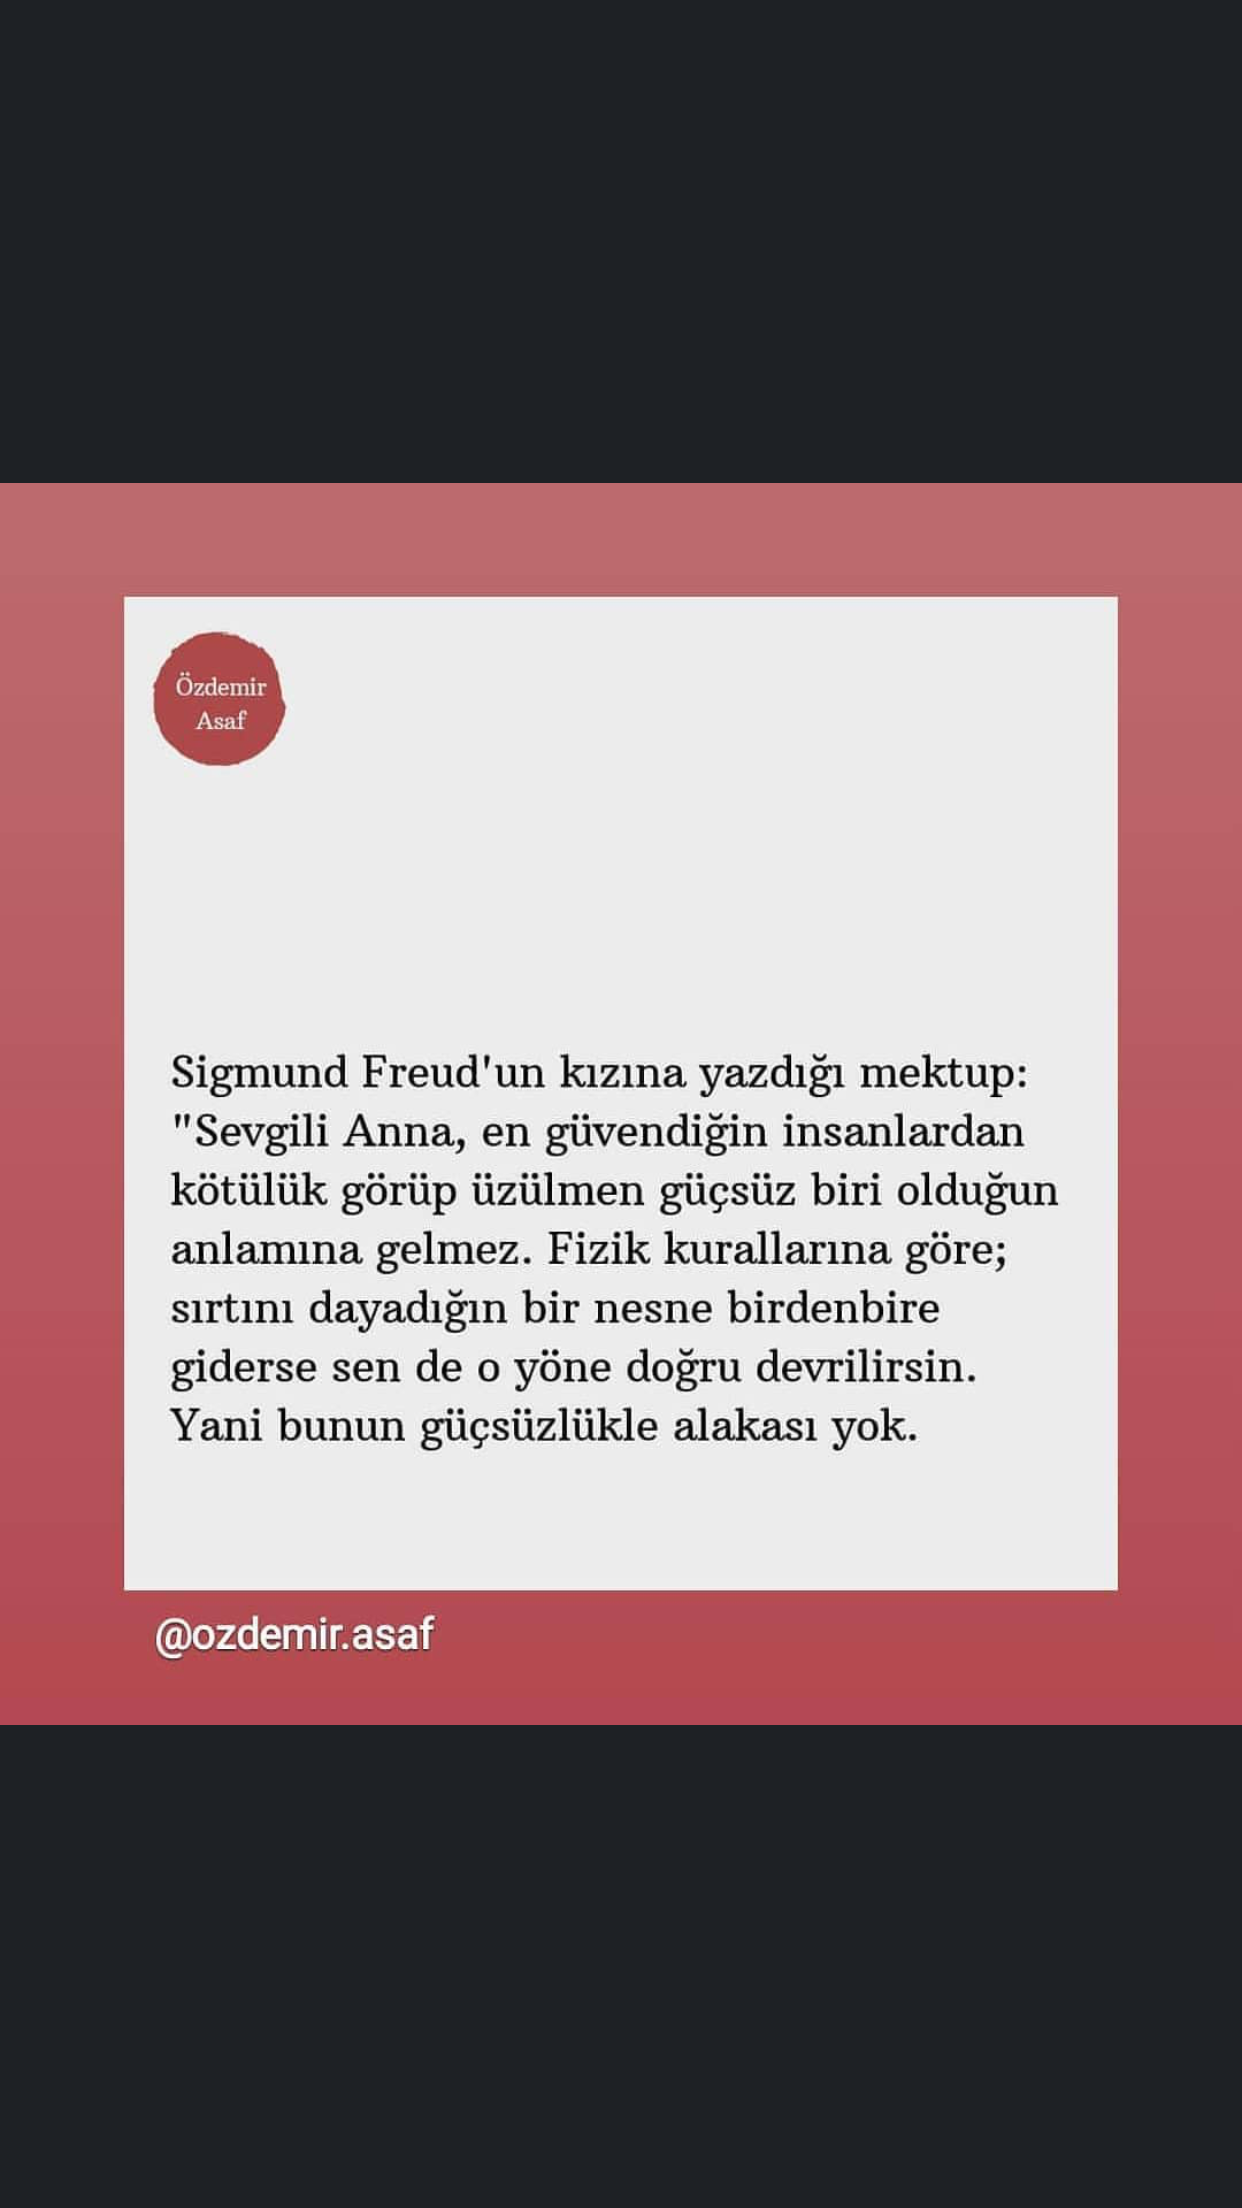 Özdemir
Asaf
Sigmund Freud'un kızına yazdığı mektup:
"Sevgili Anna, en güvendiğin insanlardan
kötülük görüp üzülmen güçsüz biri olduğun
anlamına gelmez. Fizik kurallarına göre;
sırtını dayadığın bir nesne birdenbire
giderse sen de o yöne doğru devrilirsin.
Yani bunun güçsüzlükle alakası yok.
@ozdemir.asaf